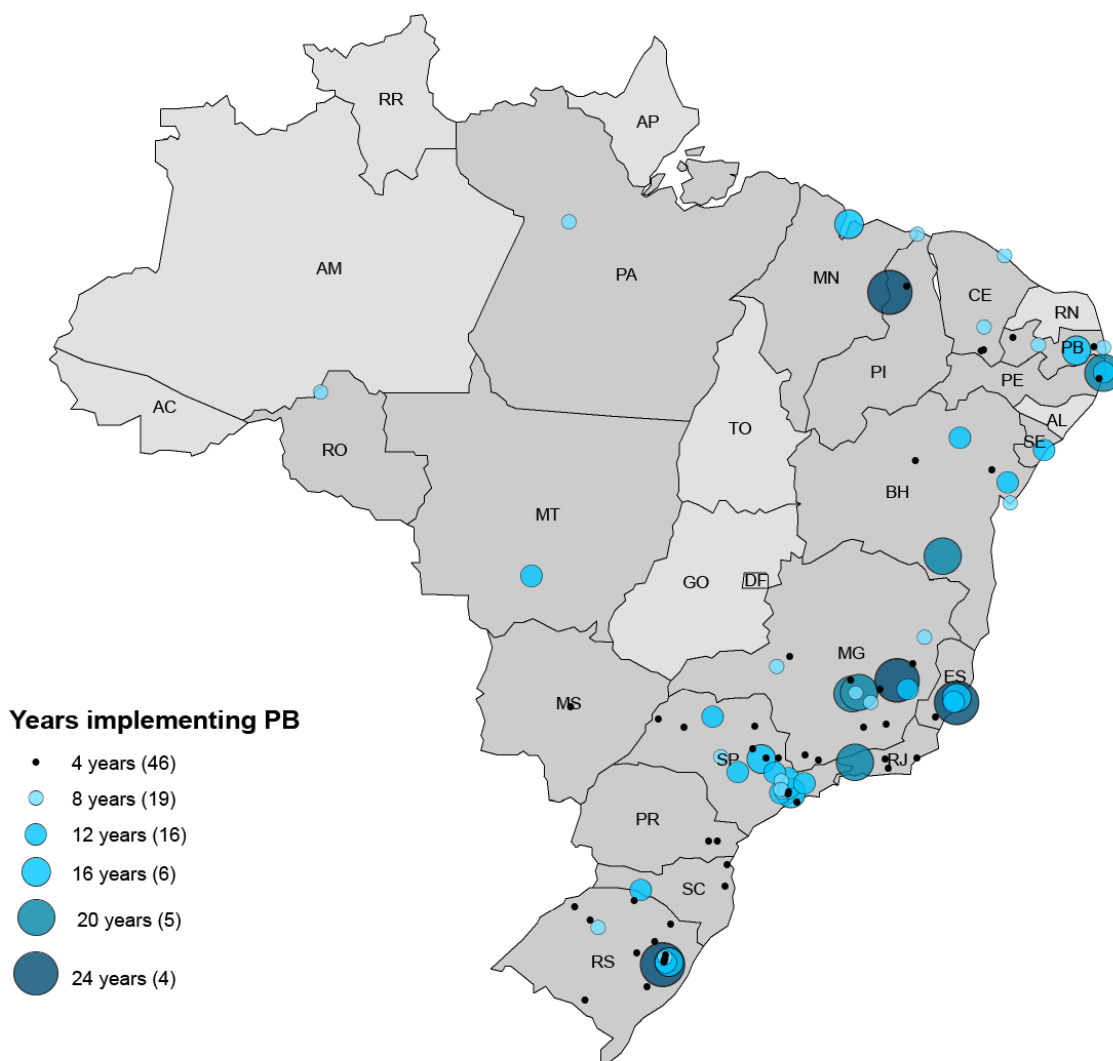 RR
AP
AM
PA
MN
CE
RN
PB
PI
PE
AC
AL
TO
SE
RO
BH
MT
GO
DF
MG
ES
MS
SP
RJ
PR
SC
RS
Years implementing PB
4 years (46)
8 years (19)
12 years (16)
16 years (6)
20 years (5)
24 years (4)